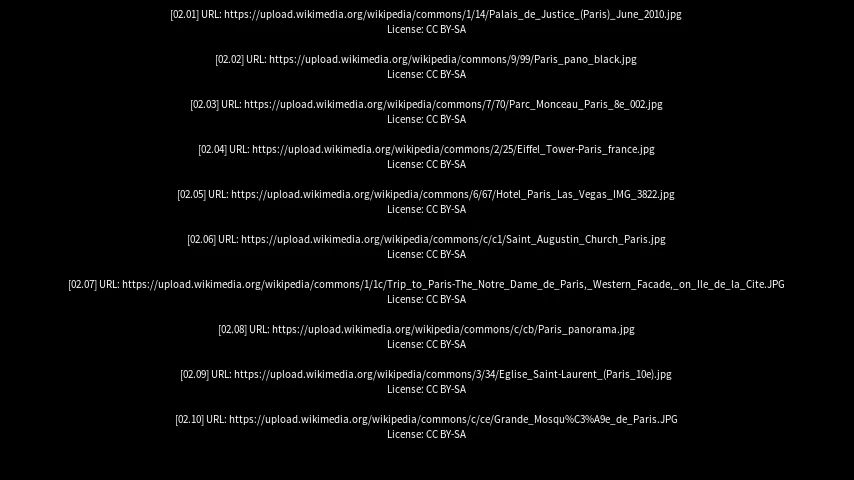 [02.01] URL: https://upload.wikimedia.org/wikipedia/commons/1/14/Palais_de_Justice_(Paris)_June_2010.jpg
License: CC BY-SA
[02.02] URL: https://upload.wikimedia.org/wikipedia/commons/9/99/Paris_pano_black.jpg
License: CC BY-SA
[02.03] URL: https://upload.wikimedia.org/wikipedia/commons/7/70/Parc_Monceau_Paris_8e_002.jpg
License: CC BY-SA
[02.04] URL: https://upload.wikimedia.org/wikipedia/commons/2/25/Eiffel_Tower-Paris_france.jpg
License: CC BY-SA
[02.05] URL: https://upload.wikimedia.org/wikipedia/commons/6/67/Hotel_Paris_Las_Vegas_IMG_3822.jpg
License: CC BY-SA
[02.06] URL: https://upload.wikimedia.org/wikipedia/commons/c/c1/Saint_Augustin_Church_Paris.jpg
License: CC BY-SA
[02.07] URL: https://upload.wikimedia.org/wikipedia/commons/1/1c/Trip_to_Paris-The_Notre_Dame_de_Paris,_Western_Facade,_on_Ile_de_la_Cite.JPG
License: CC BY-SA
[02.08] URL: https://upload.wikimedia.org/wikipedia/commons/c/cb/Paris_panorama.jpg
License: CC BY-SA
[02.09] URL: https://upload.wikimedia.org/wikipedia/commons/3/34/Eglise_Saint-Laurent_(Paris_10e).jpg
License: CC BY-SA
[02.10] URL: https://upload.wikimedia.org/wikipedia/commons/c/ce/Grande_Mosqu%C3%A9e_de_Paris.JPG
License: CC BY-SA